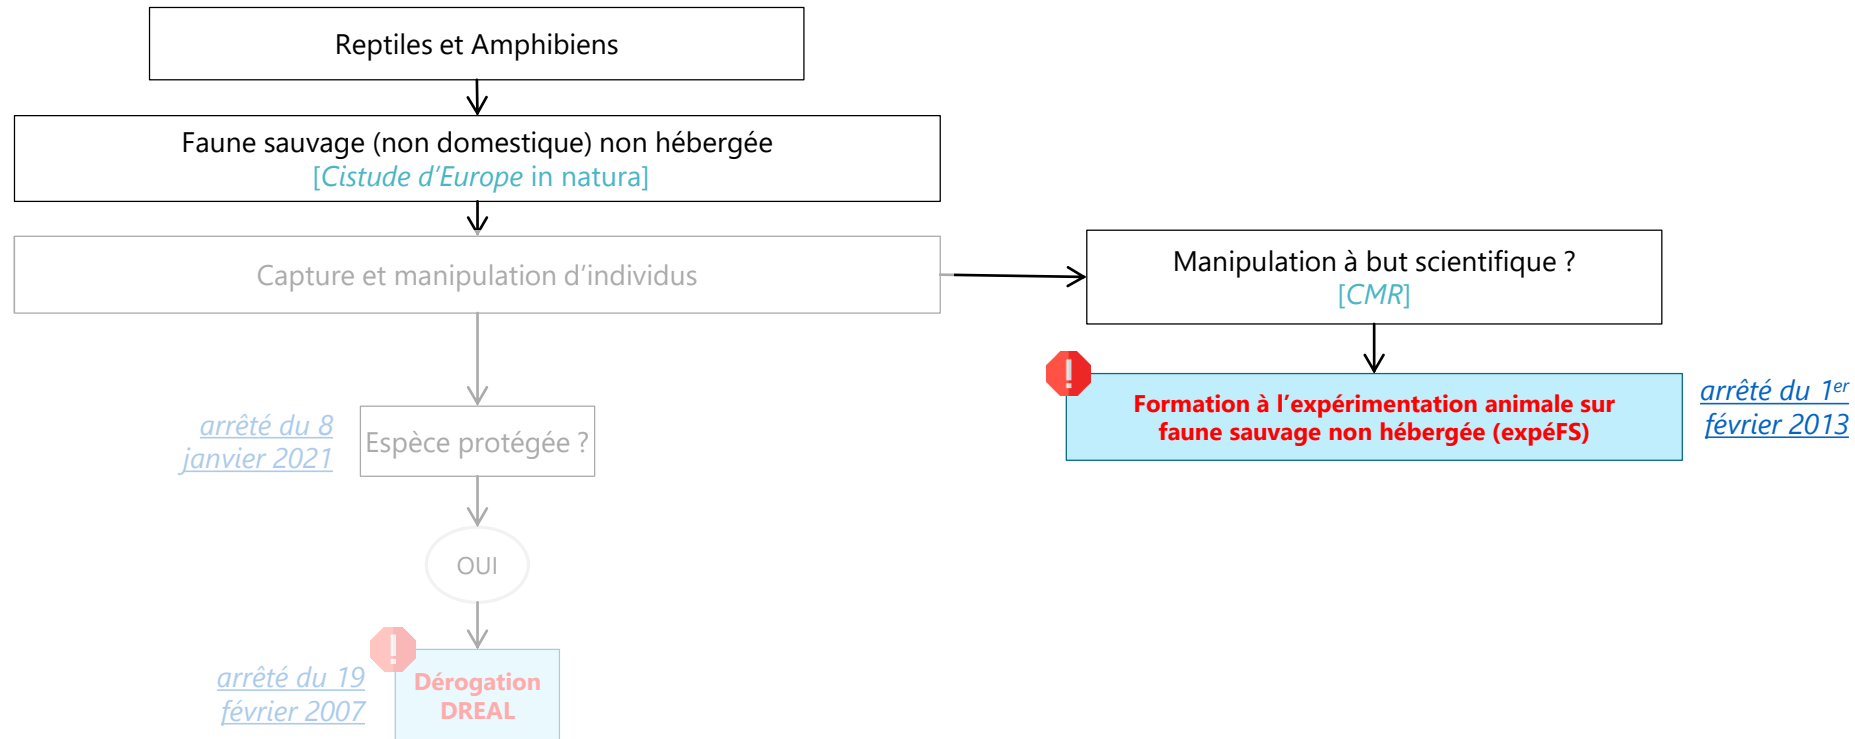 Reptiles et Amphibiens
Faune sauvage (non domestique) non hébergée
[Cistude d'Europe in natura]
Capture et manipulation d'individus
Manipulation à but scientifique ?
[CMR]
Formation à l'expérimentation animale sur
faune sauvage non hébergée (expéFS)
arrêté du 1er
février 2013
arrêté du 8
janvier 2021
Espèce protégée ?
OUI
arrêté du 19
février 2007
Dérogation
DREAL